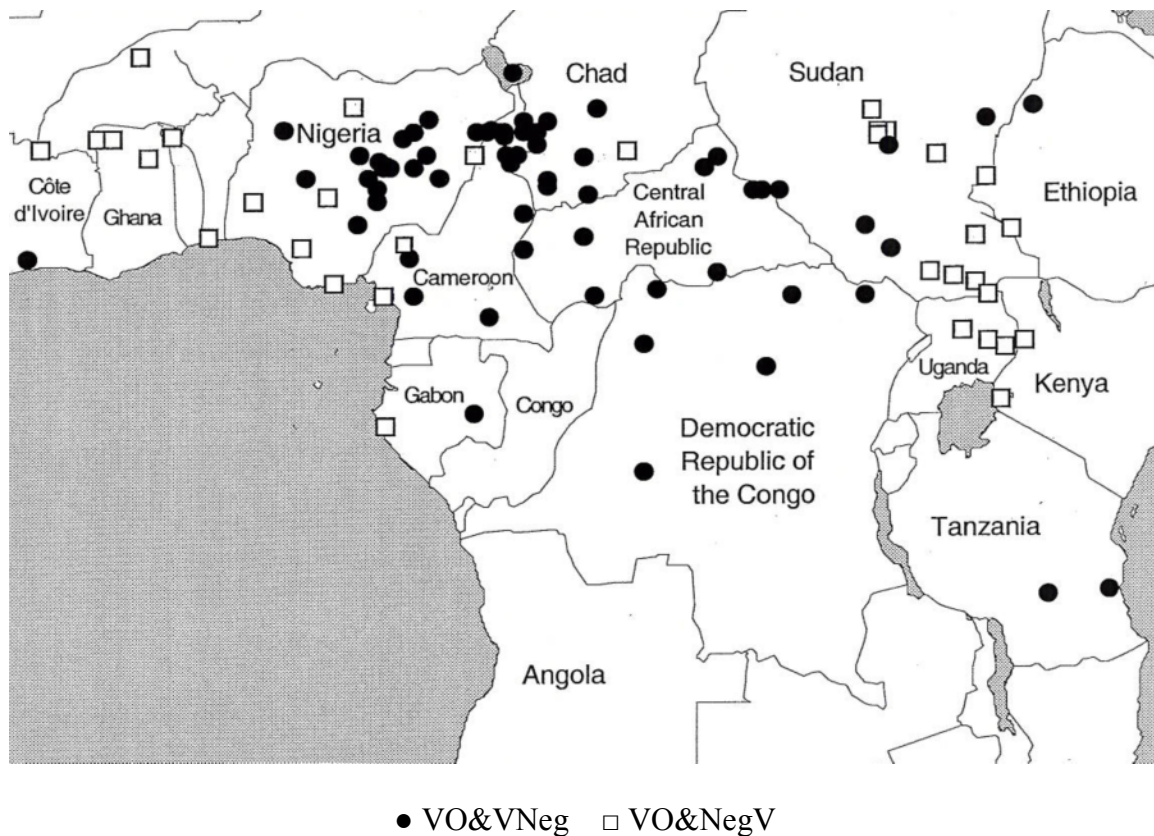 Chad
Sudan
Nigeria
Côte
d'Ivoire
Ghana
Central
African
Republic
Ethiopia
Cameroon
Uganda
Kenya
Gabon
Congo
Democratic
Republic of
the Congo
Tanzania
Angola
● VO&VNeg □ VO&NegV